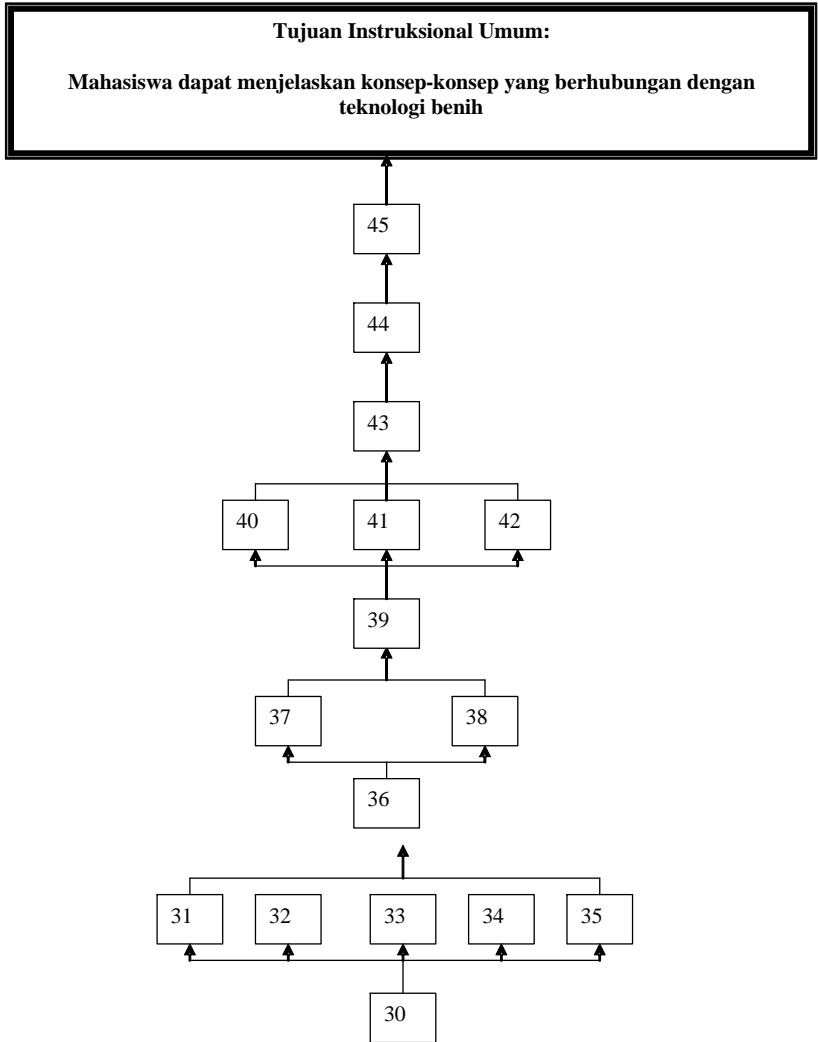 Tujuan Instruksional Umum:
Mahasiswa dapat menjelaskan konsep-konsep yang berhubungan dengan
teknologi benih
45
44
43
40 41 42
39
37 38
36
31 32 33 34 35
30